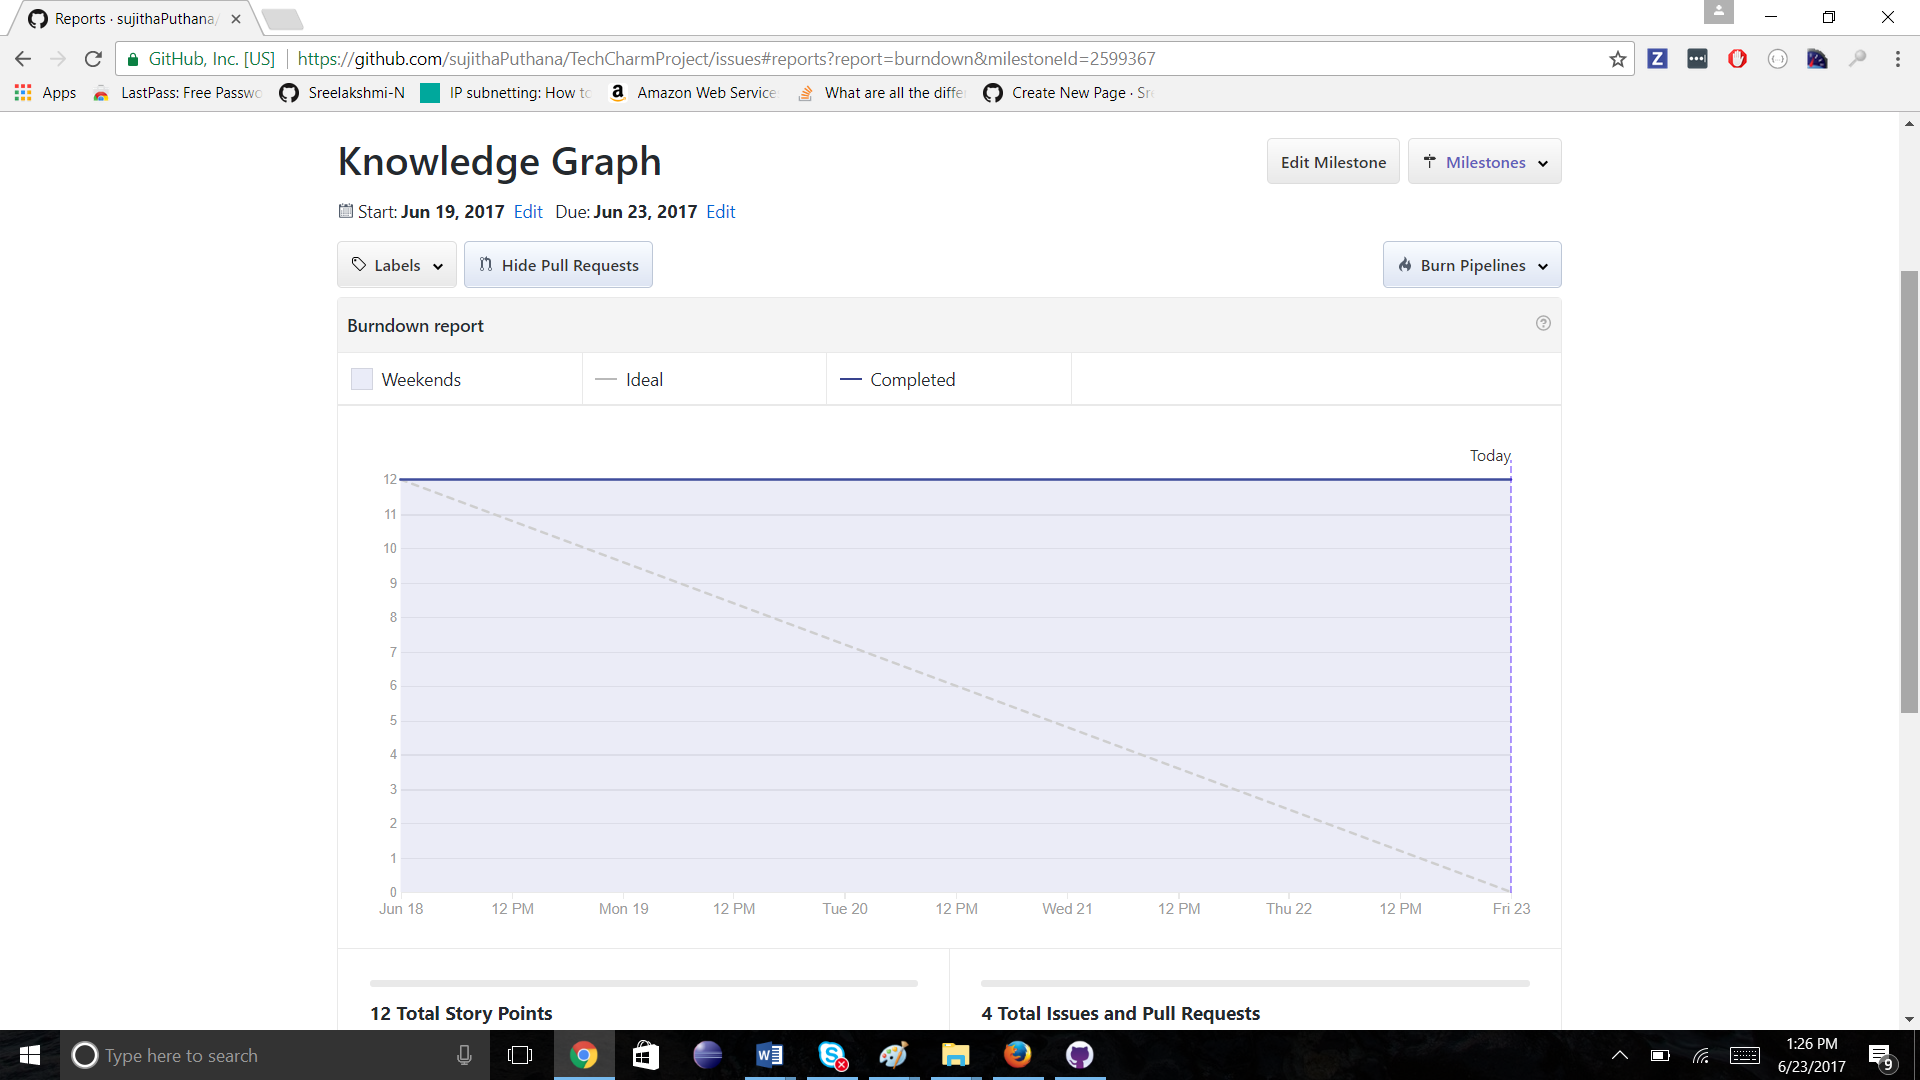 Reports · sujithaPuthana/
GitHub, Inc. [US] https://github.com/sujithaPuthana/TechCharmProject/issues#reports?report=burndown&milestoneId=2599367
Apps LastPass: Free Passwo Sreelakshmi-N IP subnetting: How to Amazon Web Service What are all the differ Create New Page · Sre
Knowledge Graph
Edit Milestone Milestones
Start: Jun 19, 2017 Edit Due: Jun 23, 2017 Edit
Labels Hide Pull Requests Burn Pipelines
Burndown report
Weekends Ideal Completed
Today
12
11
10
9
8
7
6
5
4
3
2
1
0
Jun 18 12 PM Mon 19 12 PM Tue 20 12 PM Wed 21 12 PM Thu 22 12 PM Fri 23
12 Total Story Points 4 Total Issues and Pull Requests
Type here to search
1:26 PM
6/23/2017
9